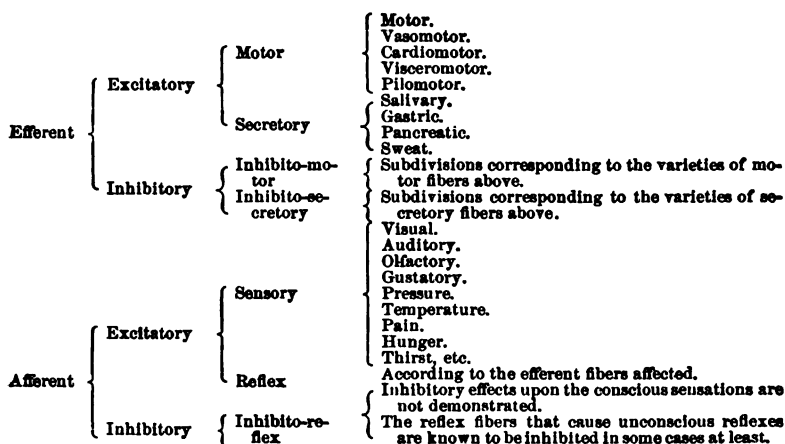 Motor.
Vasomotor.
Motor
Cardiomotor.
Visceromotor.
Excitatory
Pilomotor.
Salivary.
Gastric.
Efferent
Secretory
Pancreatic.
Sweat.
Inhibito-mo-
tor
Subdivisions corresponding to the varieties of mo-
tor fibers above.
Inhibitory
Inhibito-se-
cretory
Subdivisions corresponding to the varieties of se-
cretory fibers above.
Visual.
Auditory.
Olfactory.
Gustatory.
Sensory
Pressure.
Temperature.
Excitatory
Pain.
Hunger.
Thirst, etc.
Afferent
Reflex
According to the efferent fibers affected.
Inhibitory effects upon the conscious sensations are
not demonstrated.
Inhibitory
Inhibito-re-
flex
The reflex fibers that cause unconscious reflexes
are known to be inhibited in some cases at least.